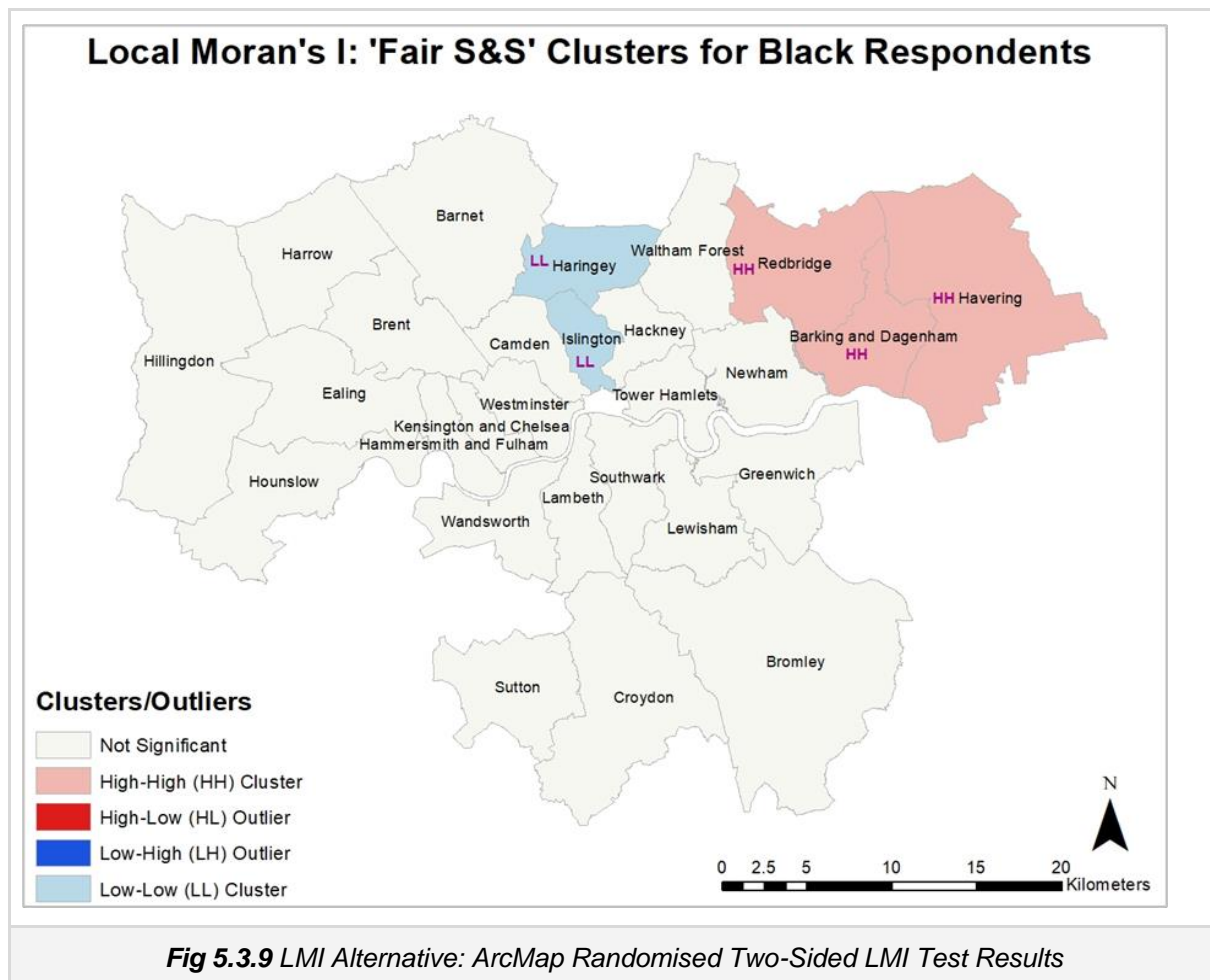 Local Moran's I: 'Fair S&S' Clusters for Black Respondents
Barnet
Harrow
Waltham Forest
LL Haringey
HH Redbridge
HH Havering
Brent
Hillingdon
Camden
Islington
LL
Hackney
Barking and Dagenham
HH
Newham
Ealing
Westminster
Tower Hamlets
Kensington and Chelsea
Hammersmith and Fulham
Hounslow
Southwark
Greenwich
Lambeth
Wandsworth
Lewisham
Bromley
Sutton
Croydon
Clusters/Outliers
Not Significant
High-High (HH) Cluster
High-Low (HL) Outlier
Low-High (LH) Outlier
Low-Low (LL) Cluster
N
0 2.5 5 10 15 20
Kilometers
Fig 5.3.9 LMI Alternative: ArcMap Randomised Two-Sided LMI Test Results